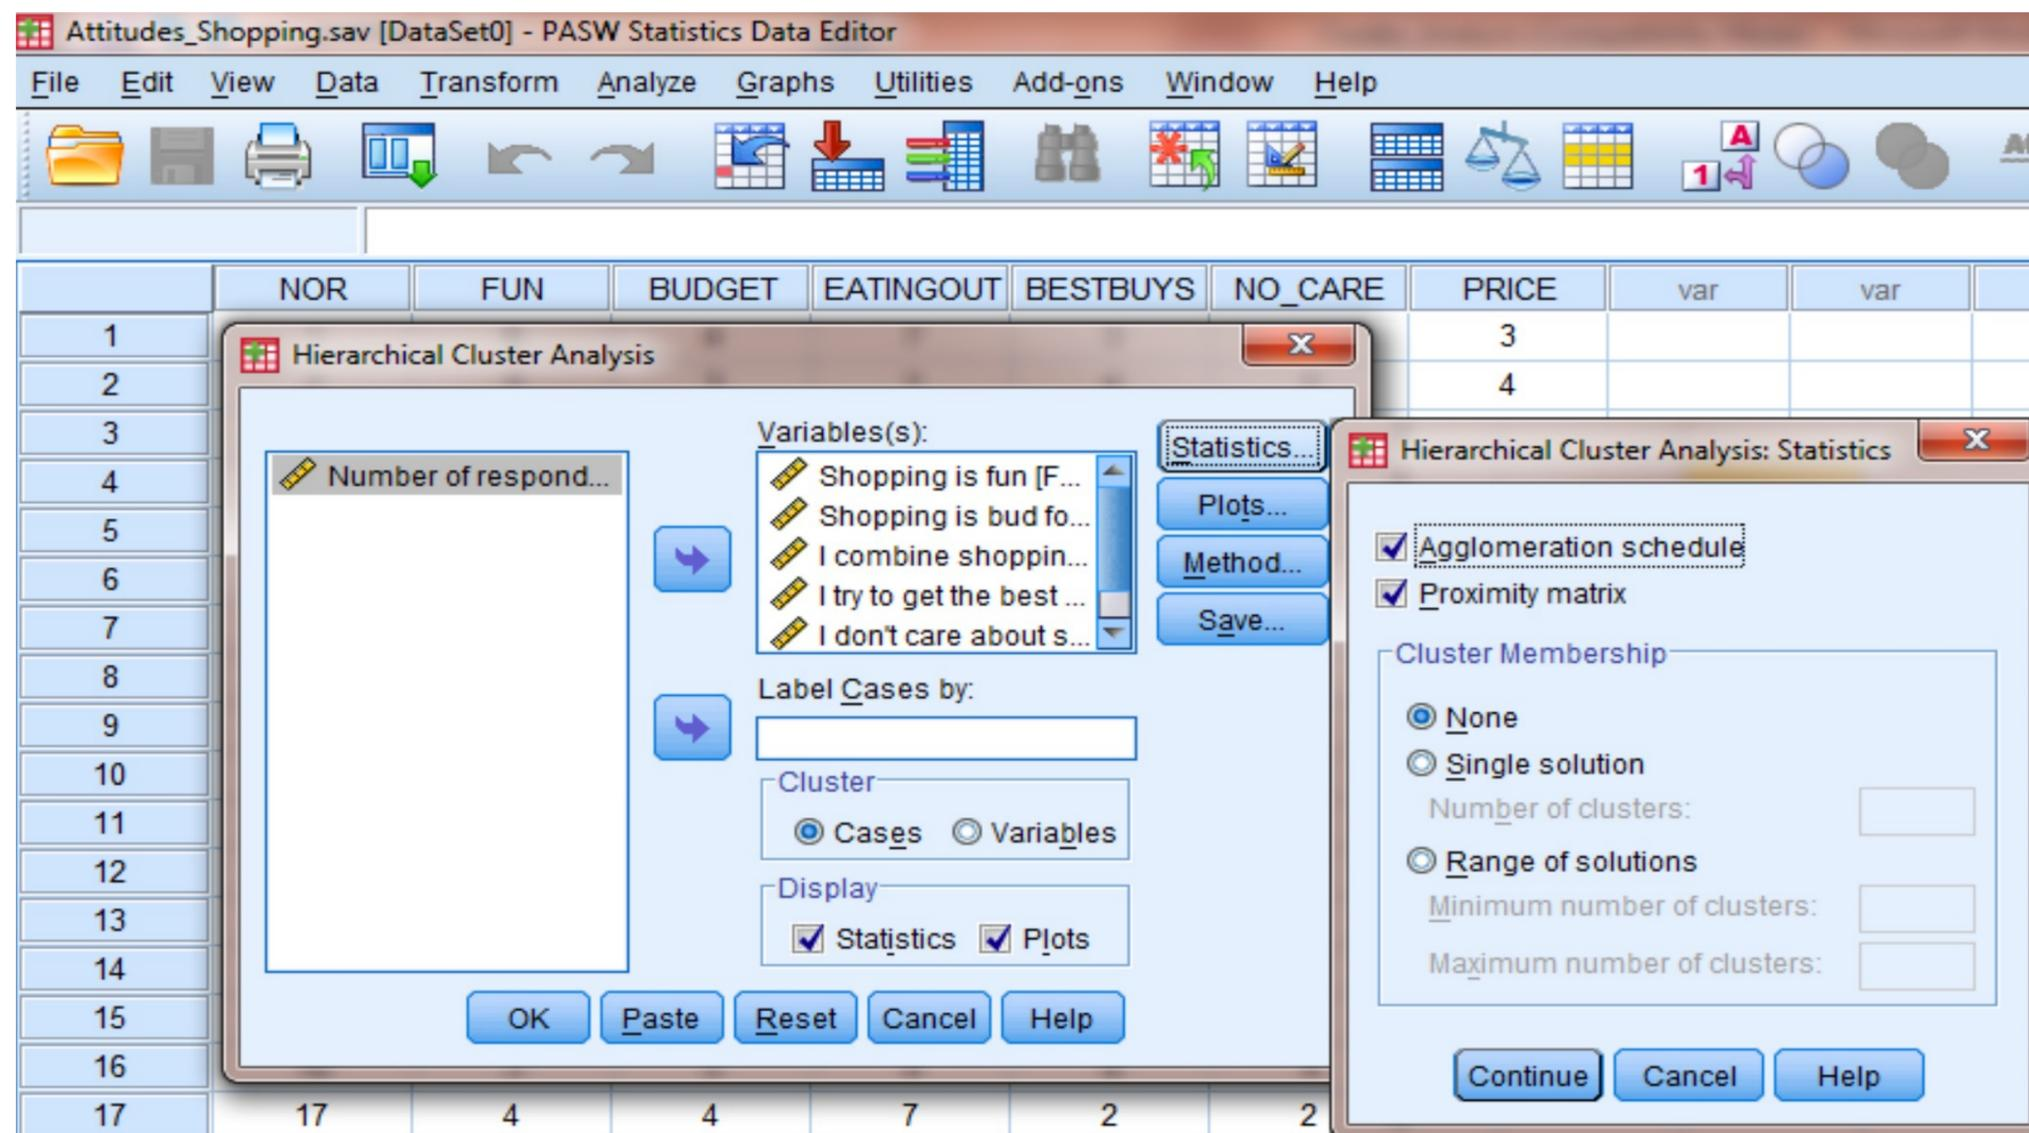 Attitudes_Shopping.sav [DataSet0] - PASW Statistics Data Editor
File Edit View Data Transform Analyze Graphs Utilities Add-ons Window Help
A
1
NOR FUN BUDGET EATINGOUT BESTBUYS NO_CARE PRICE var var
1 3
2 4
3
4
5
6
7
8
9
10
11
12
13
14
15
16
17 17 4 4 7 2 2
Hierarchical Cluster Analysis
Number of respond...
Variables(s):
Shopping is fun [F...
Shopping is bud fo...
I combine shoppin...
I try to get the best ...
I don't care about s...
Label Cases by:
Cluster
Cases Variables
Display
Statistics Plots
OK Paste Reset Cancel Help
Statistics...
Plots...
Method...
Save...
Hierarchical Cluster Analysis: Statistics
Agglomeration schedule
Proximity matrix
Cluster Membership
None
Single solution
Number of clusters:
Range of solutions
Minimum number of clusters:
Maximum number of clusters:
Continue Cancel Help